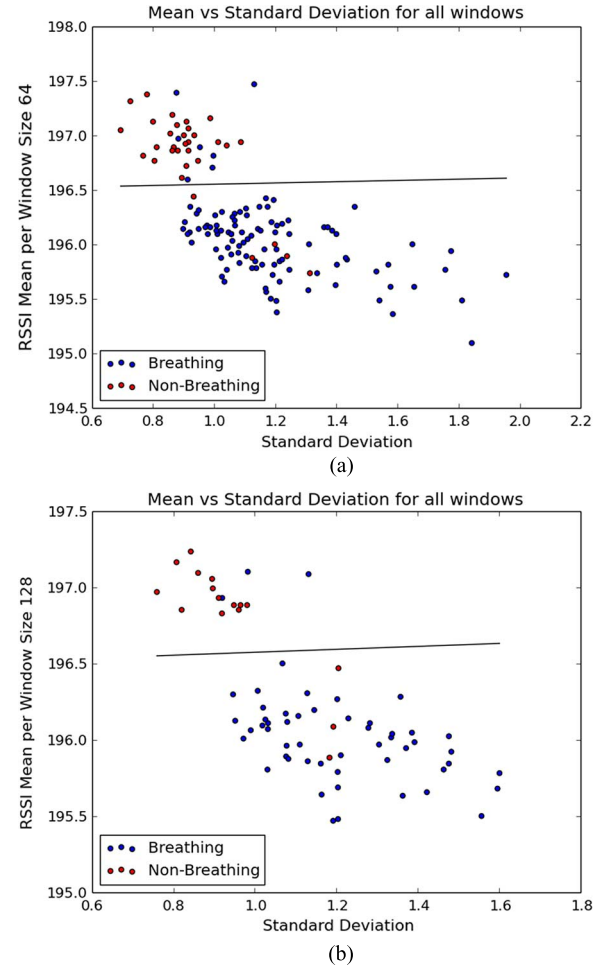 Mean vs Standard Deviation for all windows
198.0
197.5
197.0
196.5
196.0
195.5
195.0
194.5
RSSI Mean per Window Size 64
Breathing
Non-Breathing
0.6 0.8 1.0 1.2 1.4 1.6 1.8 2.0 2.2
Standard Deviation
(a)
Mean vs Standard Deviation for all windows
197.5
197.0
196.5
196.0
195.5
195.0
RSSI Mean per Window Size 128
Breathing
Non-Breathing
0.6 0.8 1.0 1.2 1.4 1.6 1.8
Standard Deviation
(b)